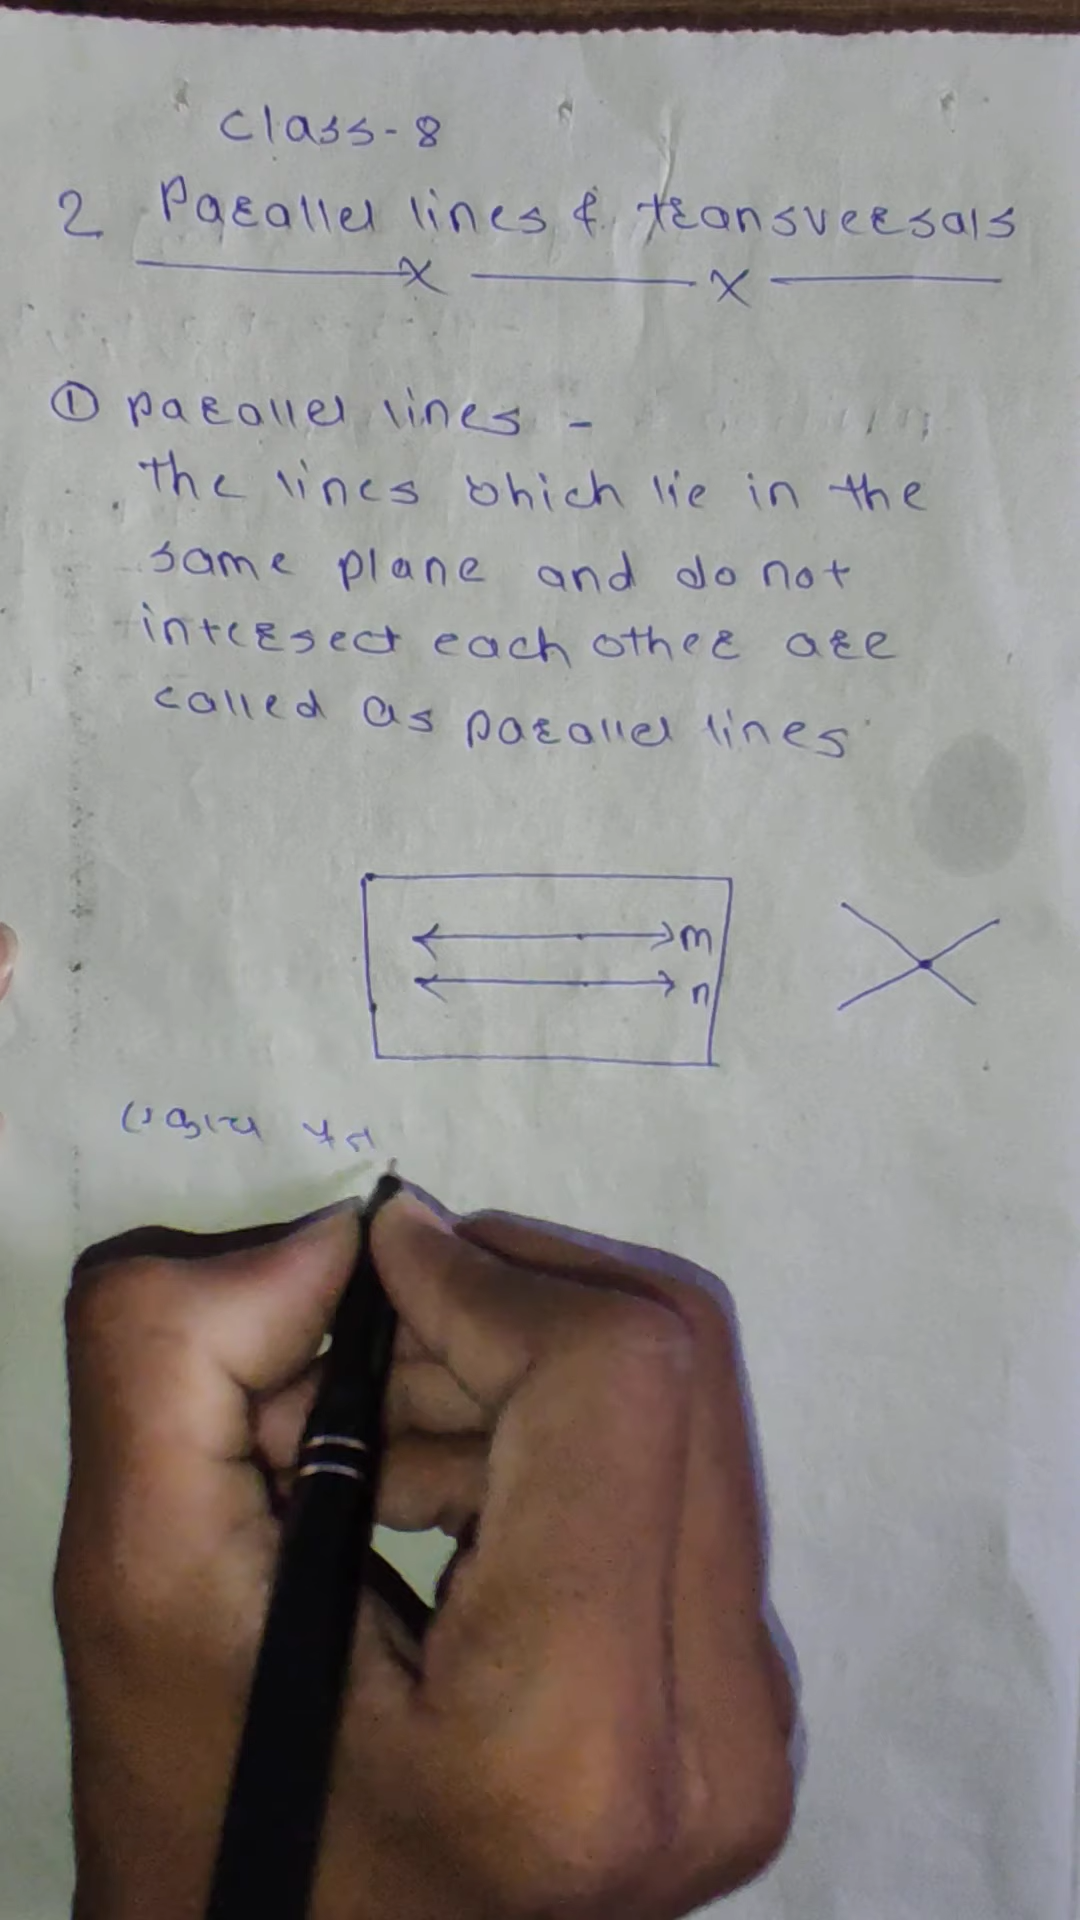 class-8
2 Parallel lines & transversals
① parallel lines -
the lines which lie in the
same plane and do not
intersect each other are
called as parallel lines
m
n